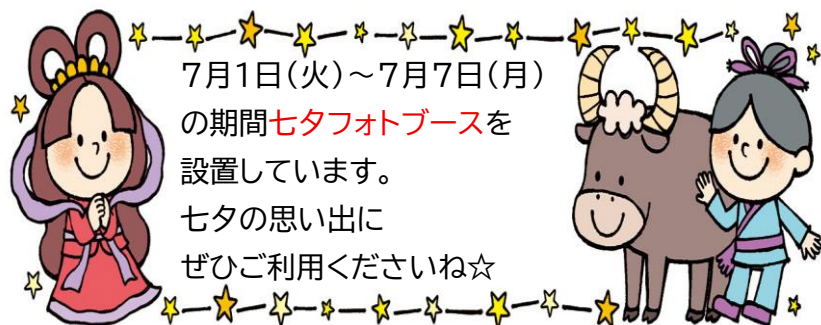 7月1日(火)～7月7日(月)
の期間七夕フォトブースを
設置しています。
七夕の思い出に
ぜひご利用くださいね☆